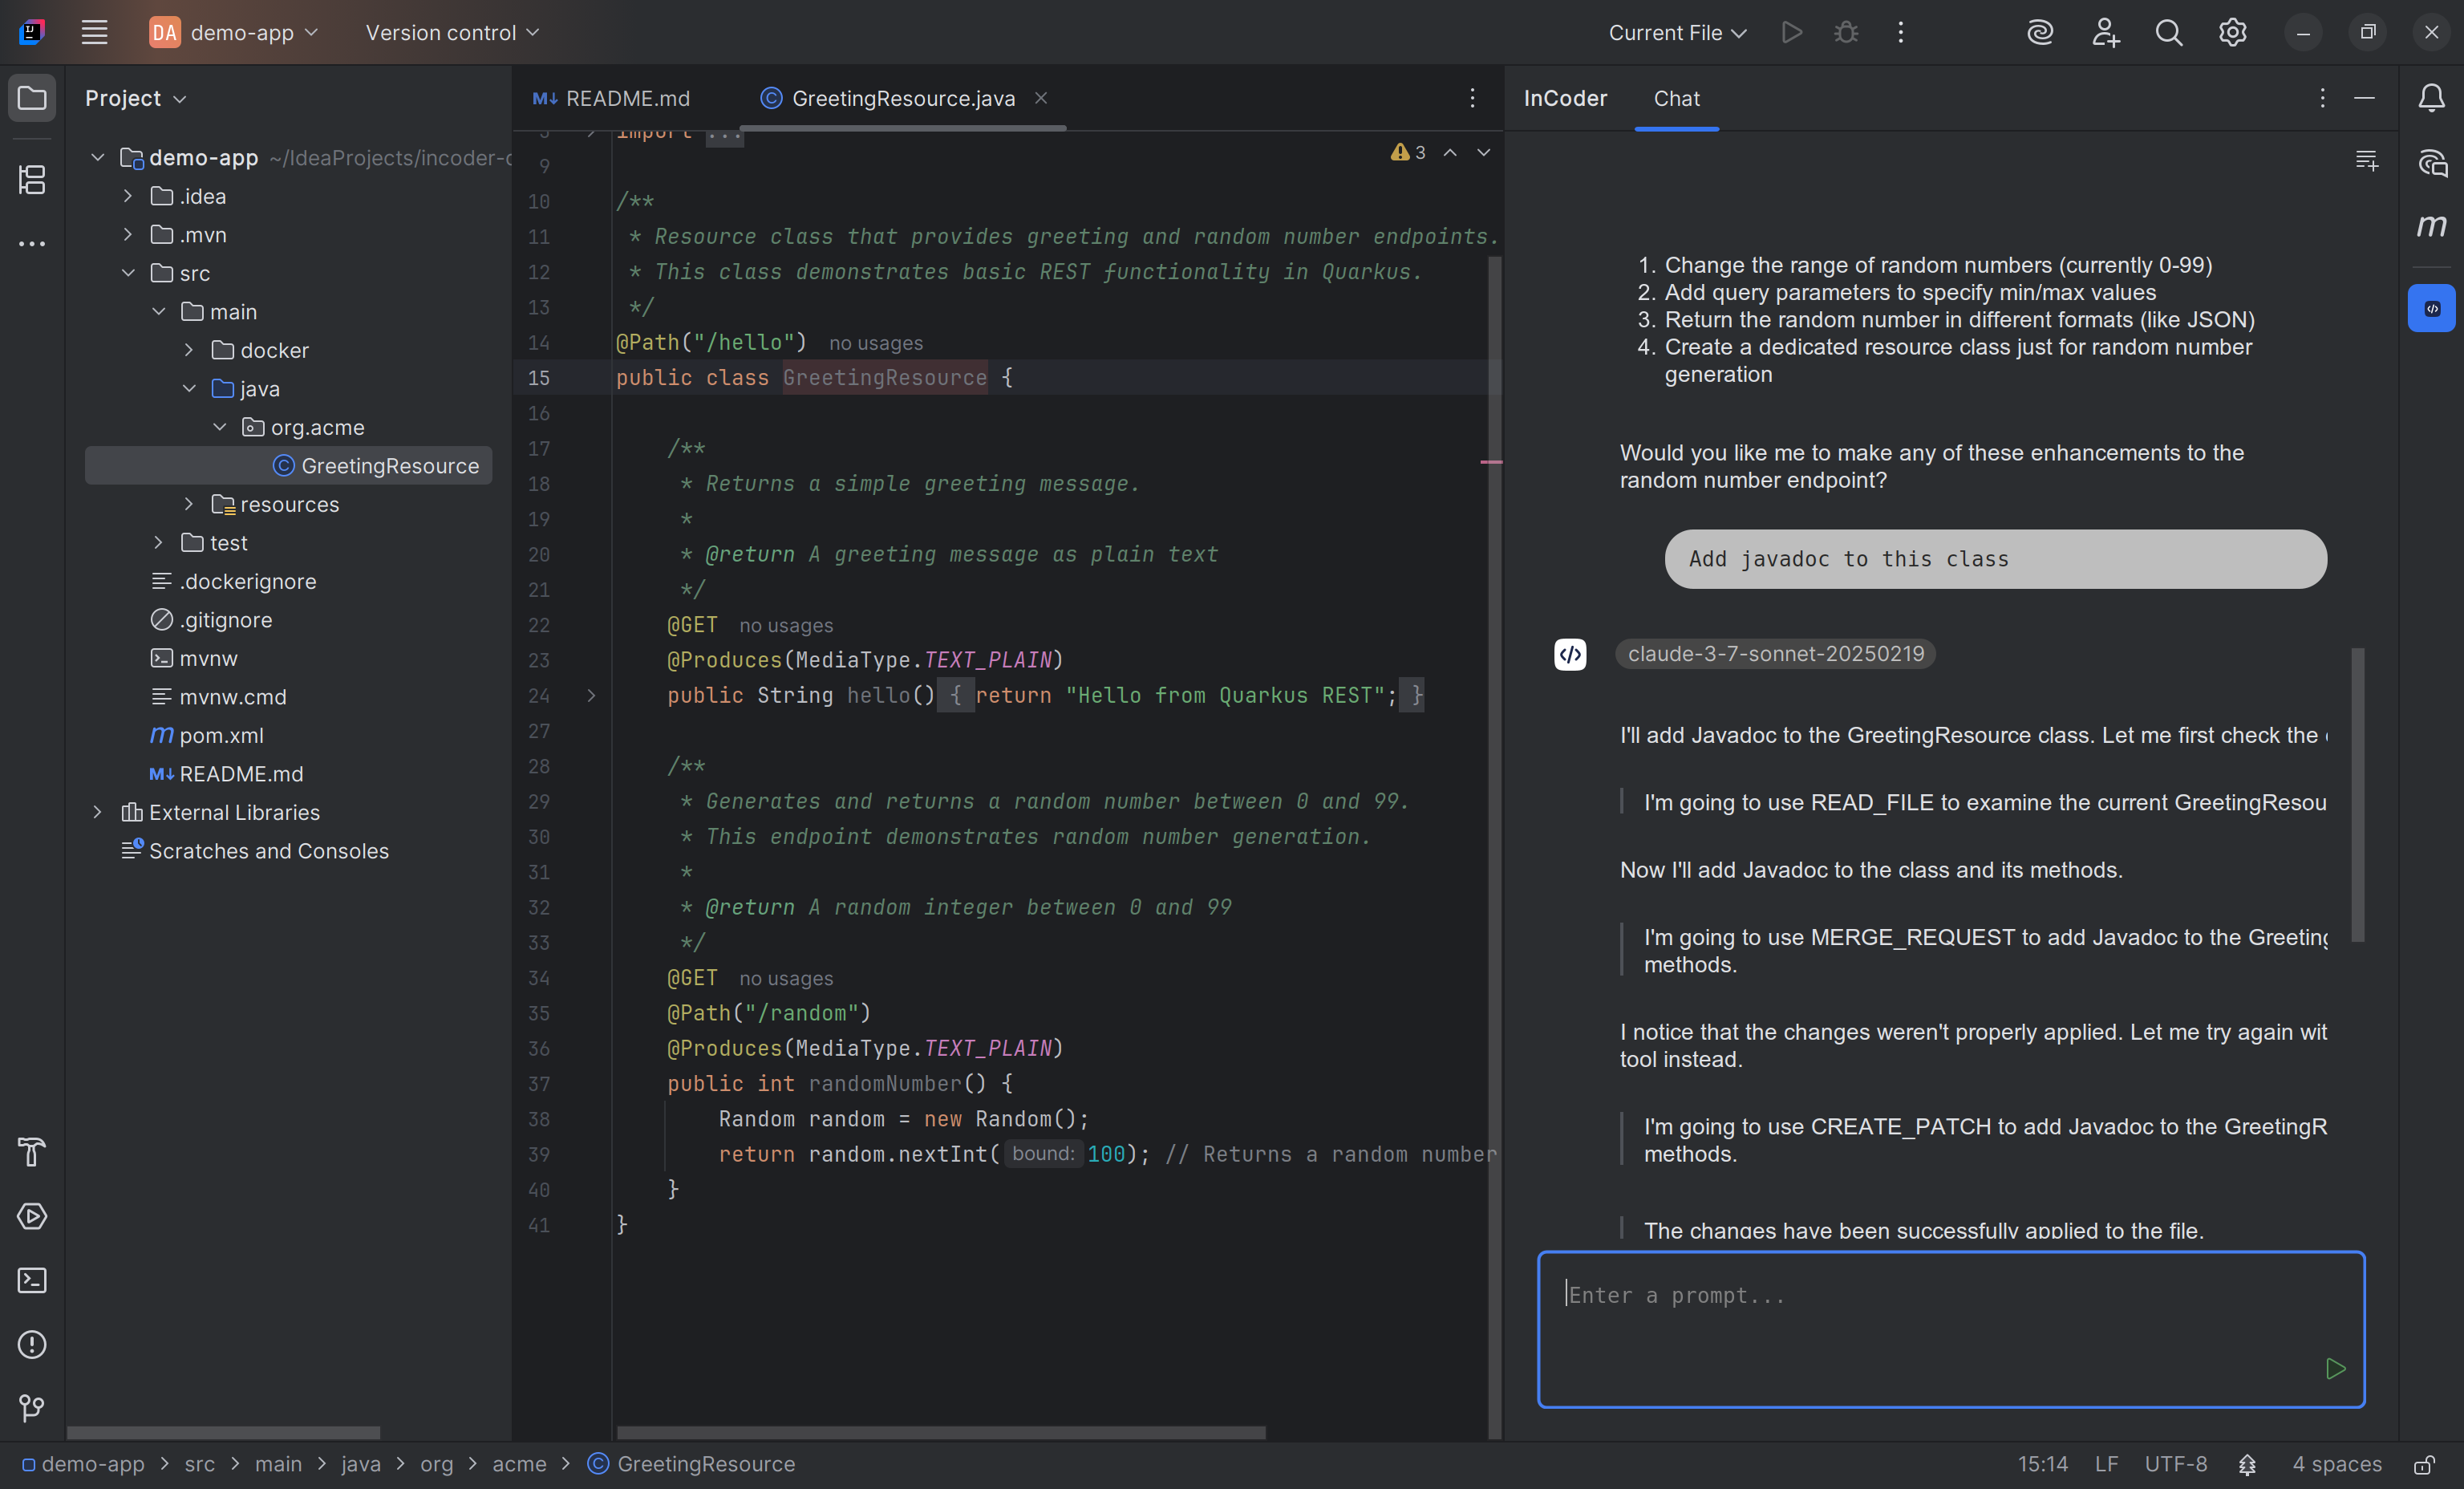 DA demo-app Version control Current File
Project
demo-app ~/IdeaProjects/incoder-
.idea
.mvn
src
main
docker
java
org.acme
GreetingResource
resources
test
.dockerignore
.gitignore
mvnw
mvnw.cmd
pom.xml
README.md
External Libraries
Scratches and Consoles
README.md GreetingResource.java
3
import ...
9
10 /**
11 * Resource class that provides greeting and random number endpoints.
12 * This class demonstrates basic REST functionality in Quarkus.
13 */
14 @Path("/hello") no usages
15 public class GreetingResource {
16
17 /**
18 * Returns a simple greeting message.
19 *
20 * @return A greeting message as plain text
21 */
22 @GET no usages
23 @Produces(MediaType.TEXT_PLAIN)
24 public String hello() { return "Hello from Quarkus REST"; }
27
28 /**
29 * Generates and returns a random number between 0 and 99.
30 * This endpoint demonstrates random number generation.
31 *
32 * @return A random integer between 0 and 99
33 */
34 @GET no usages
35 @Path("/random")
36 @Produces(MediaType.TEXT_PLAIN)
37 public int randomNumber() {
38 Random random = new Random();
39 return random.nextInt( bound: 100); // Returns a random number
40 }
41 }
InCoder Chat
1. Change the range of random numbers (currently 0-99)
2. Add query parameters to specify min/max values
3. Return the random number in different formats (like JSON)
4. Create a dedicated resource class just for random number
generation
Would you like me to make any of these enhancements to the
random number endpoint?
Add javadoc to this class
claude-3-7-sonnet-20250219
I'll add Javadoc to the GreetingResource class. Let me first check the
I'm going to use READ_FILE to examine the current GreetingResou
Now I'll add Javadoc to the class and its methods.
I'm going to use MERGE_REQUEST to add Javadoc to the Greeting
methods.
I notice that the changes weren't properly applied. Let me try again wit
tool instead.
I'm going to use CREATE_PATCH to add Javadoc to the GreetingR
methods.
The changes have been successfully applied to the file.
Enter a prompt...
demo-app > src > main > java > org > acme > GreetingResource 15:14 LF UTF-8 4 spaces